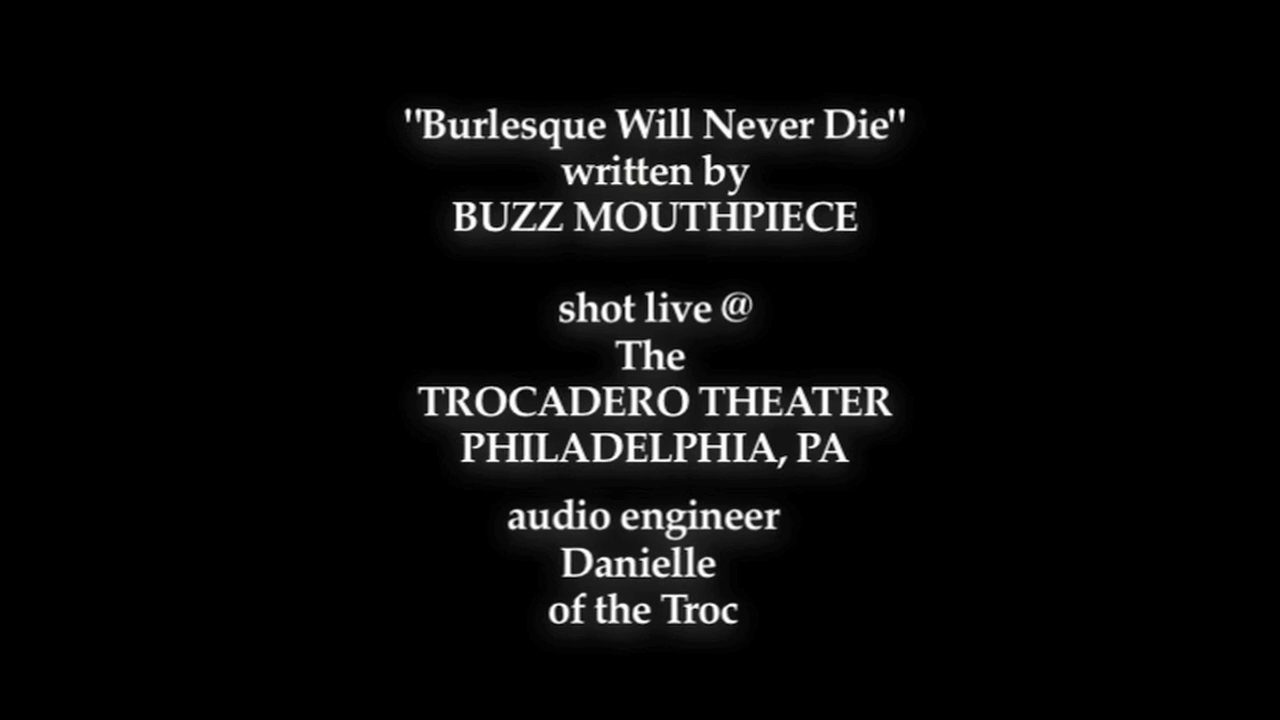 "Burlesque Will Never Die"
written by
BUZZ MOUTHPIECE
shot live @
The
TROCADERO THEATER
PHILADELPHIA, PA
audio engineer
Danielle
of the Troc